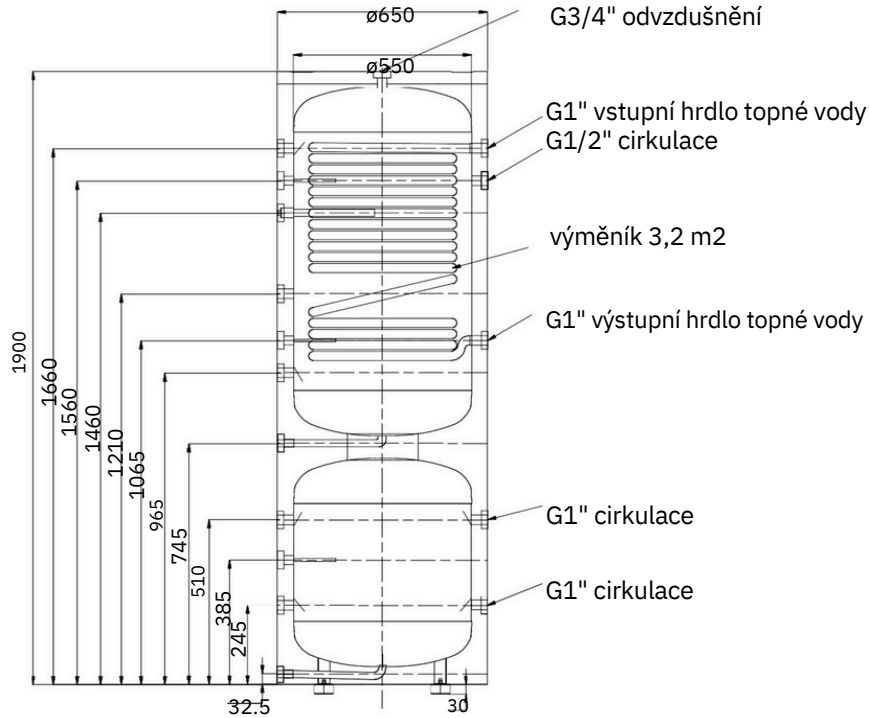 ø650
G3/4" odvzdušnění
ø550
G1" vstupní hrdlo topné vody
G1/2" cirkulace
výměník 3,2 m2
G1" výstupní hrdlo topné vody
1900
1660
1560
1460
1210
1065
965
745
510
385
245
G1" cirkulace
G1" cirkulace
32.5
30